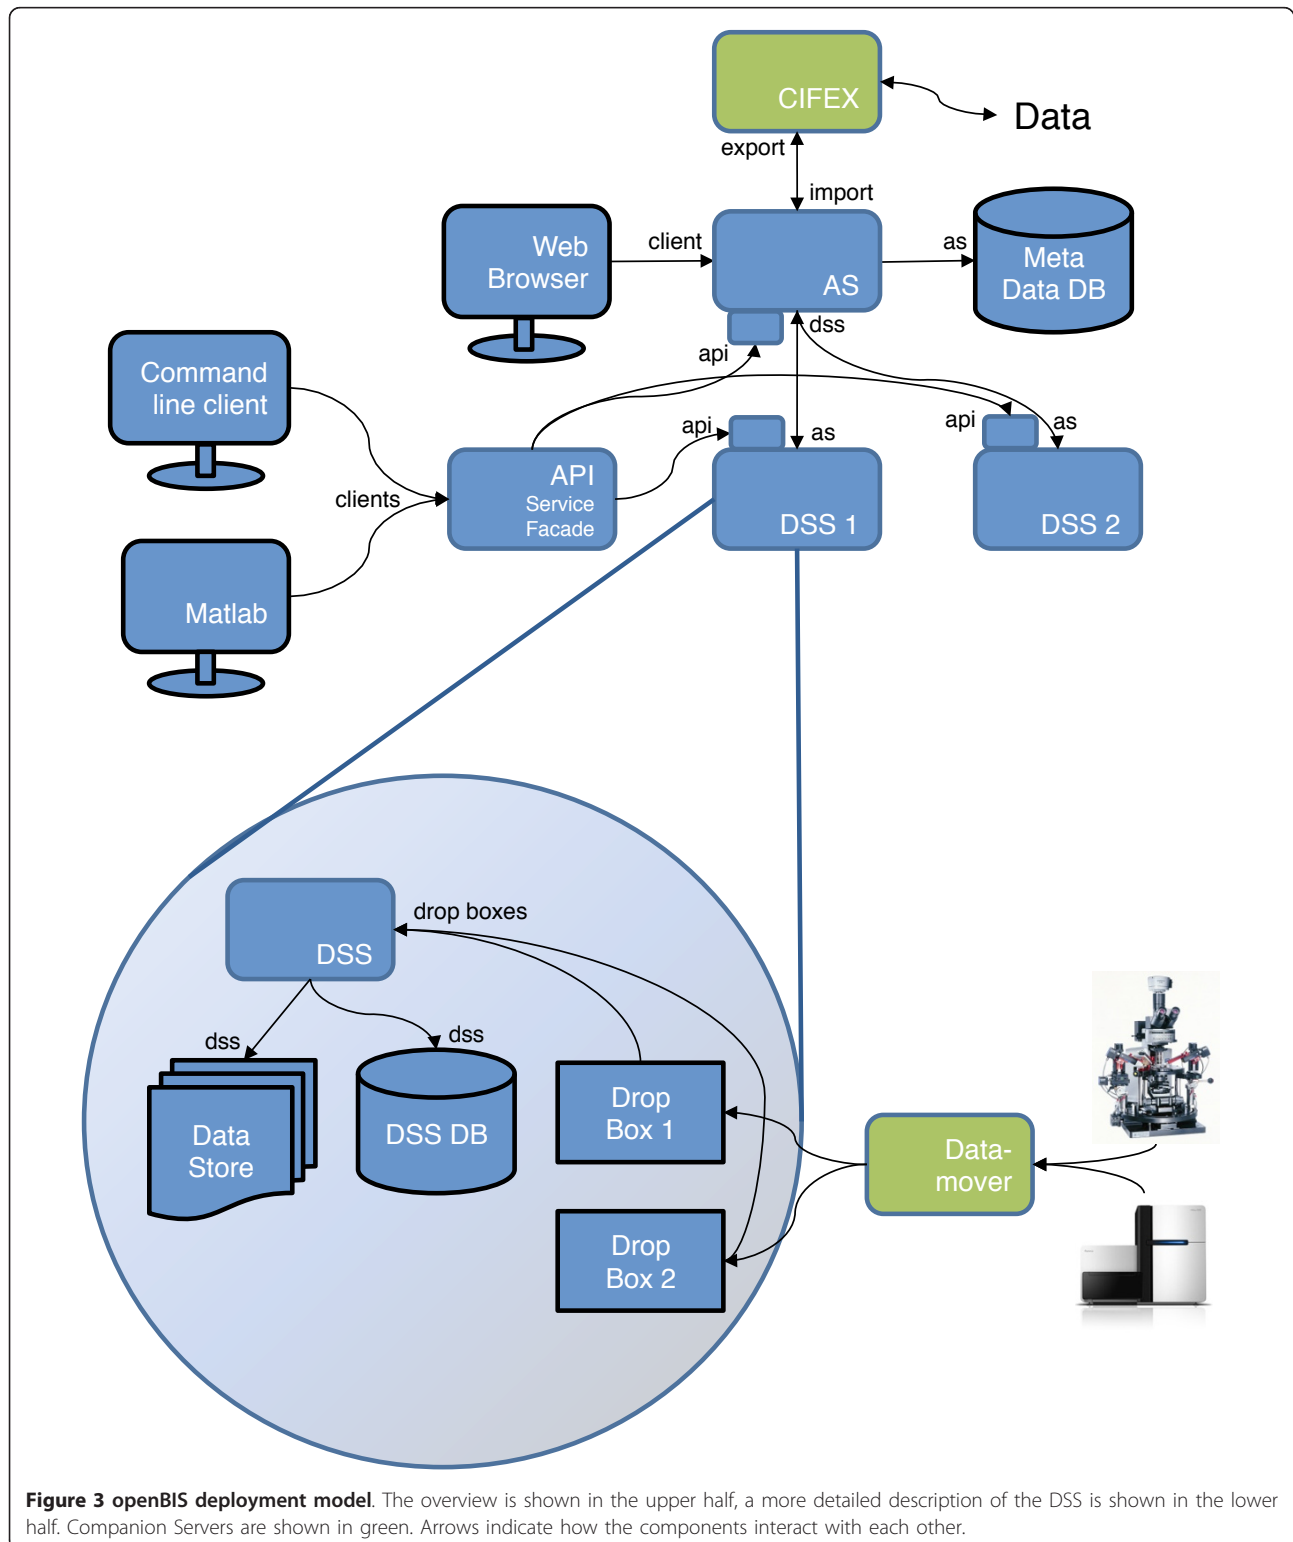 CIFEX
Data
export
import
Web
Browser
client
AS
as
Meta
Data DB
dss
api
Command
line client
clients
Matlab
API
Service
Facade
api
as
DSS 1
api
as
DSS 2
drop boxes
DSS
dss
dss
Data
Store
DSS DB
Drop
Box 1
Drop
Box 2
Data-
mover
Figure 3 openBIS deployment model. The overview is shown in the upper half, a more detailed description of the DSS is shown in the lower
half. Companion Servers are shown in green. Arrows indicate how the components interact with each other.